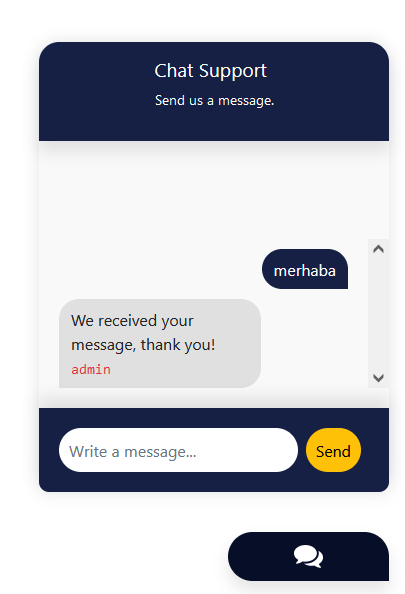 Chat Support
Send us a message.
merhaba
We received your
message, thank you!
admin
Write a message...
Send